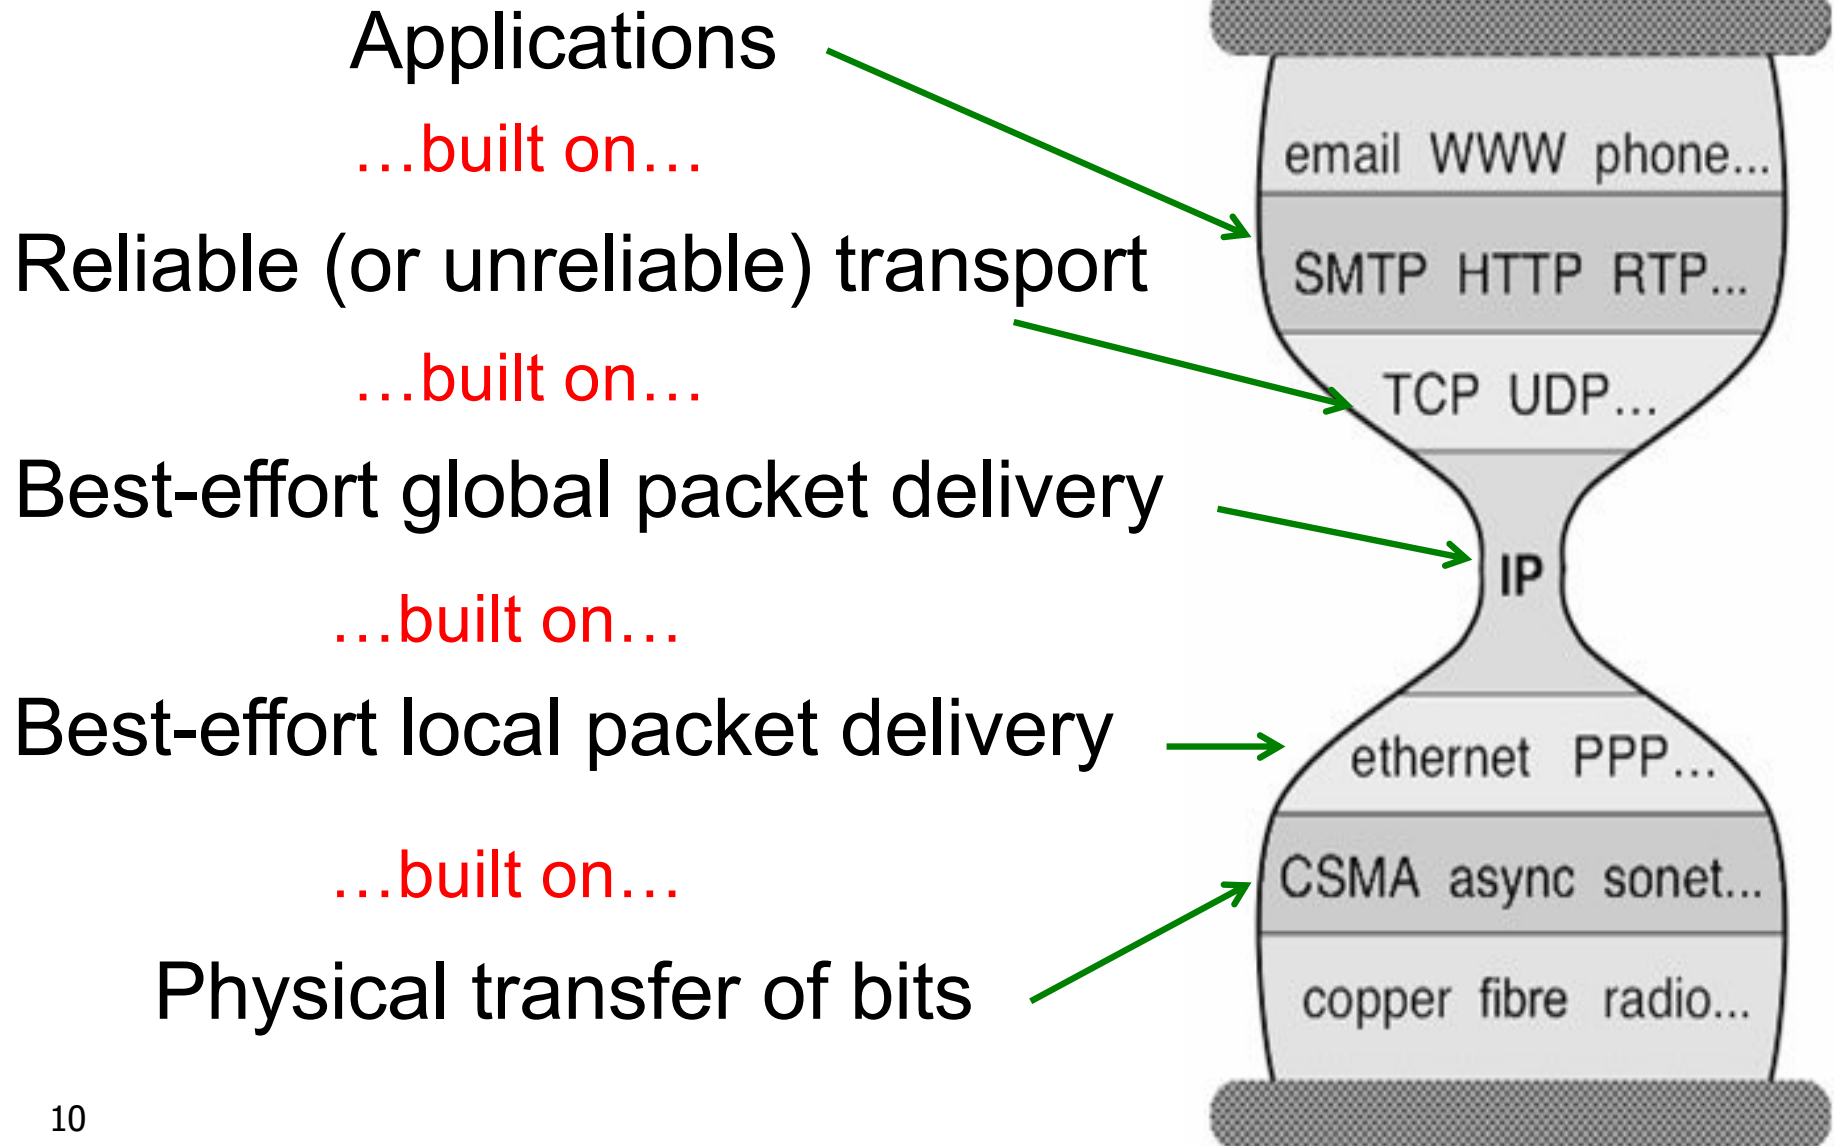 Applications
…built on…
Reliable (or unreliable) transport
…built on…
Best-effort global packet delivery
…built on…
Best-effort local packet delivery
…built on…
Physical transfer of bits
10
email WWW phone...
SMTP HTTP RTP...
TCP UDP…
IP
ethernet PPP…
CSMA async sonet...
copper fibre radio...